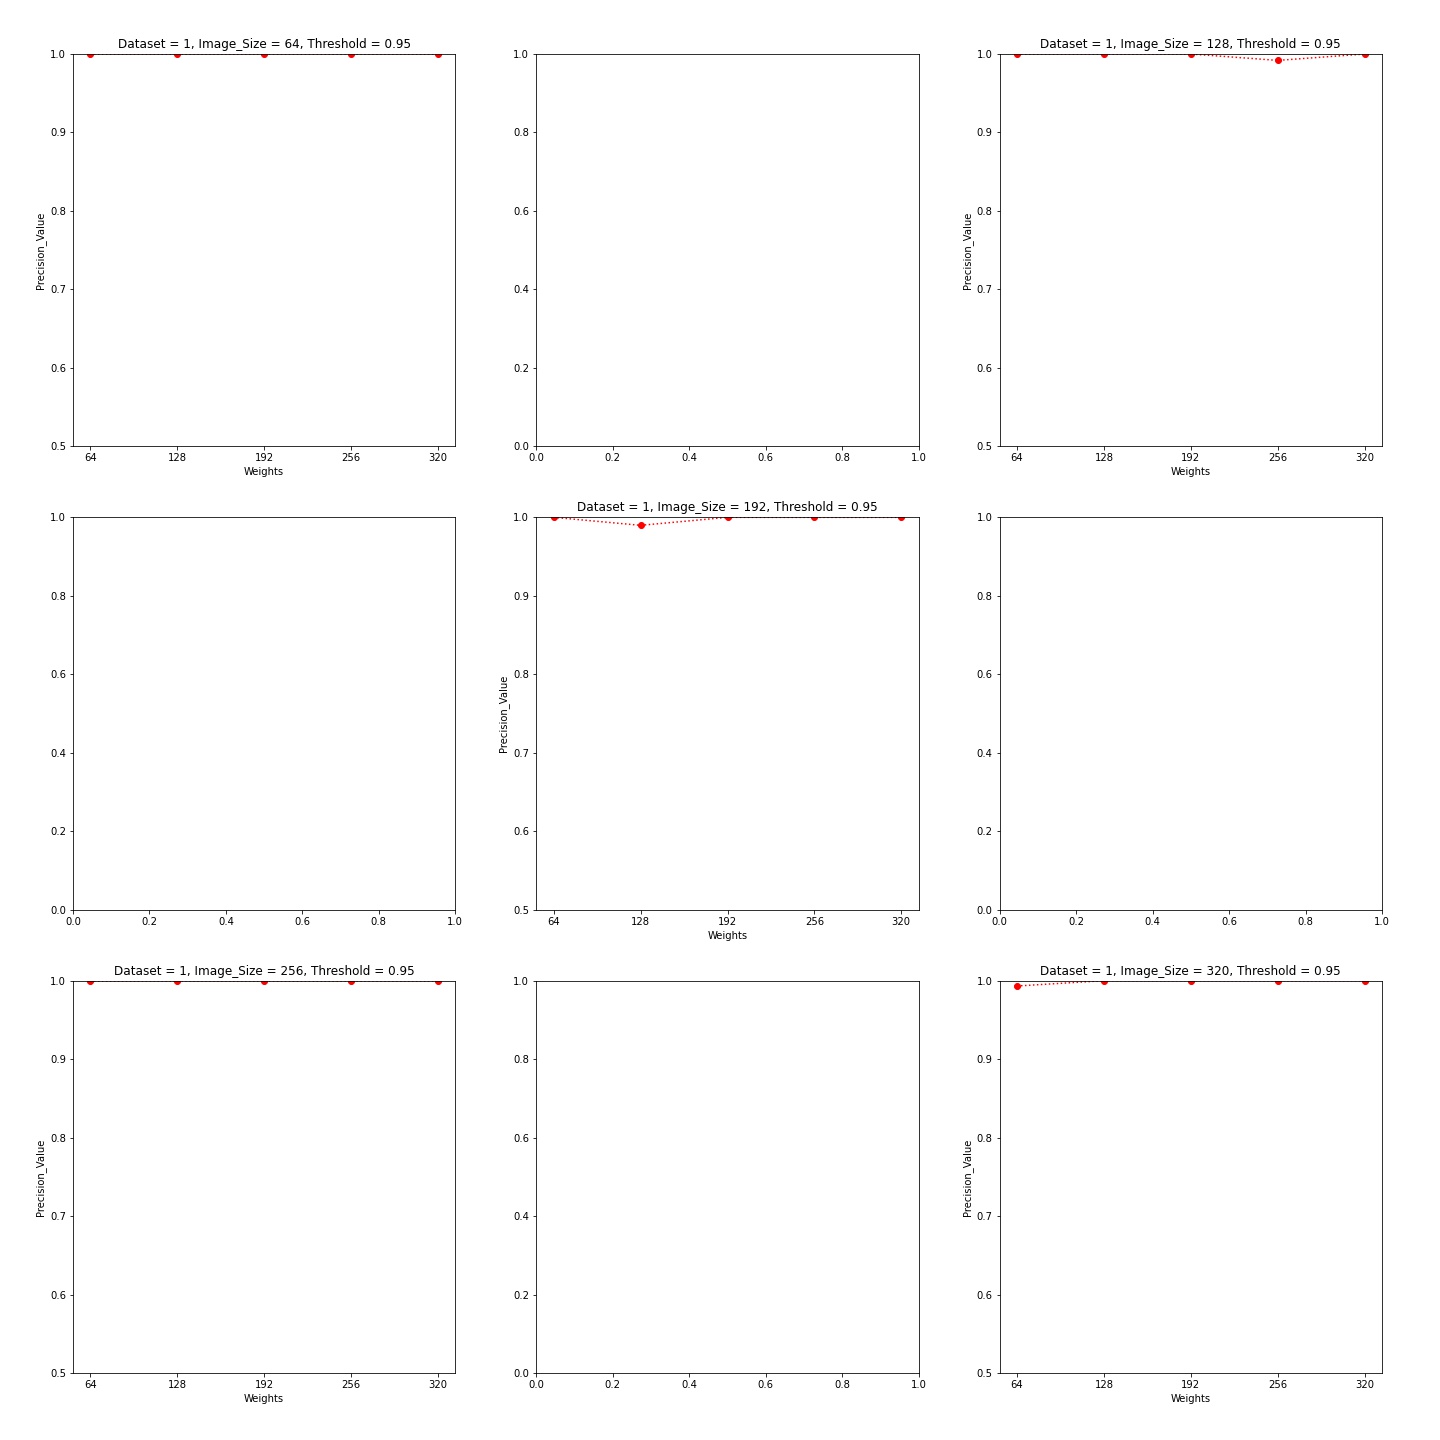 Dataset = 1, Image_Size = 64, Threshold = 0.95
1.0
0.9
0.8
0.7
0.6
0.5
Precision_Value
64 128 192 256 320
Weights
1.0
0.8
0.6
0.4
0.2
0.0
0.0 0.2 0.4 0.6 0.8 1.0
Dataset = 1, Image_Size = 128, Threshold = 0.95
1.0
0.9
0.8
0.7
0.6
0.5
Precision_Value
64 128 192 256 320
Weights
1.0
0.8
0.6
0.4
0.2
0.0
0.0 0.2 0.4 0.6 0.8 1.0
Dataset = 1, Image_Size = 192, Threshold = 0.95
1.0
0.9
0.8
0.7
0.6
0.5
Precision_Value
64 128 192 256 320
Weights
1.0
0.8
0.6
0.4
0.2
0.0
0.0 0.2 0.4 0.6 0.8 1.0
Dataset = 1, Image_Size = 256, Threshold = 0.95
1.0
0.9
0.8
0.7
0.6
0.5
Precision_Value
64 128 192 256 320
Weights
1.0
0.8
0.6
0.4
0.2
0.0
0.0 0.2 0.4 0.6 0.8 1.0
Dataset = 1, Image_Size = 320, Threshold = 0.95
1.0
0.9
0.8
0.7
0.6
0.5
Precision_Value
64 128 192 256 320
Weights